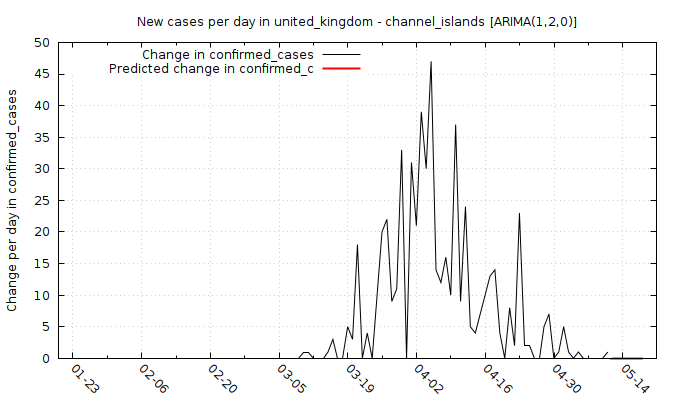 New cases per day in united_kingdom - channel_islands [ARIMA(1,2,0)]
Change in confirmed_cases
Predicted change in confirmed_c
Change per day in confirmed_cases
50
45
40
35
30
25
20
15
10
5
0
01-23 02-06 02-20 03-05 03-19 04-02 04-16 04-30 05-14